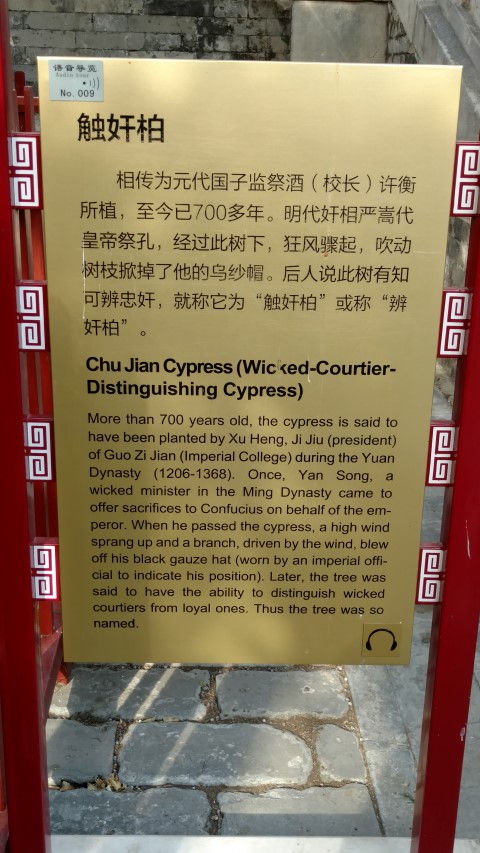 语音导览
Audio tour
No. 009
触奸柏
相传为元代国子监祭酒（校长）许衡
所植，至今已700多年。明代奸相严嵩代
皇帝祭孔，经过此树下，狂风骤起，吹动
树枝掀掉了他的乌纱帽。后人说此树有知
可辨忠奸，就称它为“触奸柏”或称“辨
奸柏”。
Chu Jian Cypress (Wicked-Courtier-
Distinguishing Cypress)
More than 700 years old, the cypress is said to
have been planted by Xu Heng, Ji Jiu (president)
of Guo Zi Jian (Imperial College) during the Yuan
Dynasty (1206-1368). Once, Yan Song, a
wicked minister in the Ming Dynasty came to
offer sacrifices to Confucius on behalf of the em-
peror. When he passed the cypress, a high wind
sprang up and a branch, driven by the wind, blew
off his black gauze hat (worn by an imperial offi-
cial to indicate his position). Later, the tree was
said to have the ability to distinguish wicked
courtiers from loyal ones. Thus the tree was so
named.